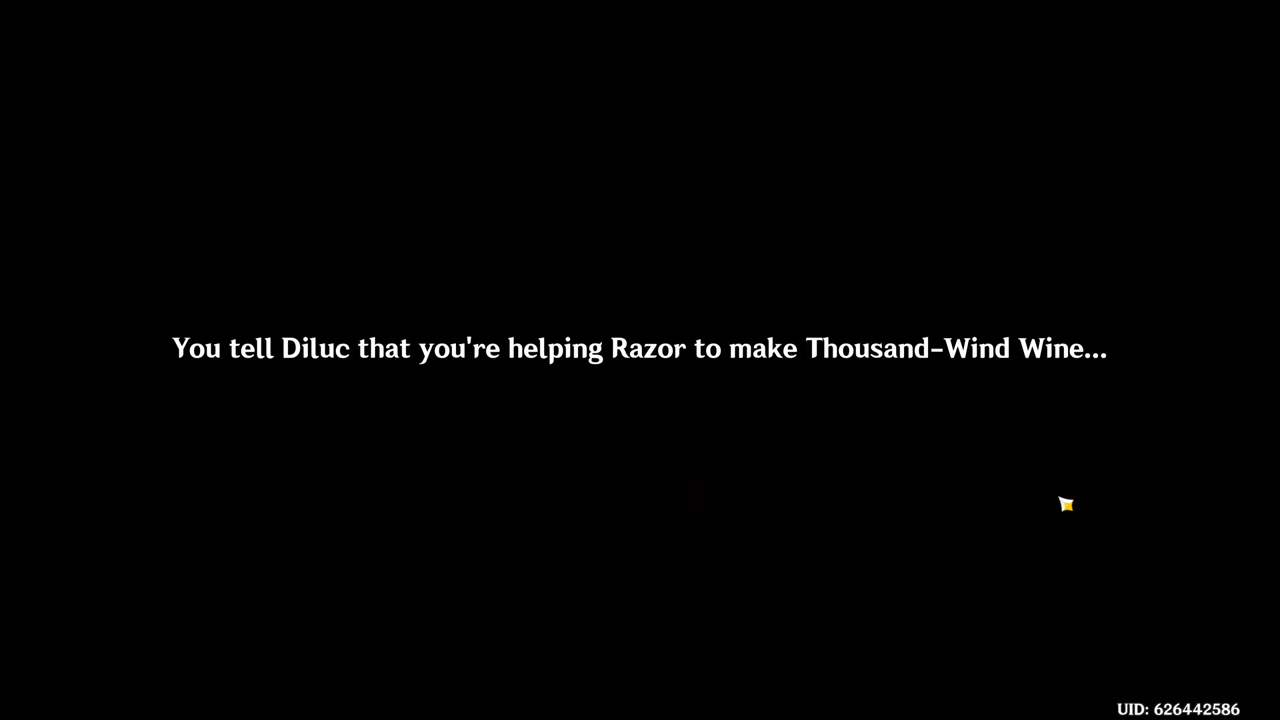 You tell Diluc that you're helping Razor to make Thousand-Wind Wine...
UID: 626442586